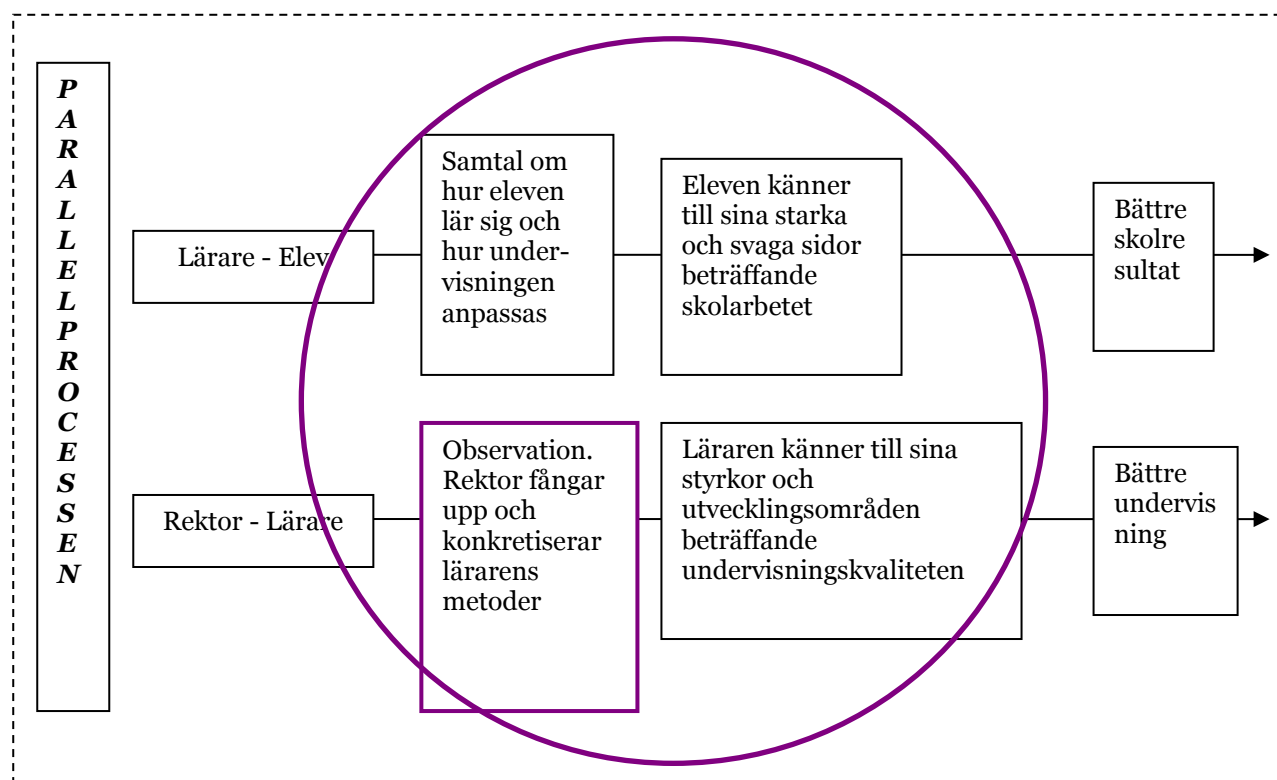 PARALLELPROCESSEN
Lärare - Elev
Samtal om
hur eleven
lär sig och
hur under-
visningen
anpassas
Eleven känner
till sina starka
och svaga sidor
beträffande
skolarbetet
Bättre
skolre
sultat
Rektor - Lärare
Observation.
Rektor fångar
upp och
konkretiserar
lärarens
metoder
Läraren känner till sina
styrkor och
utvecklingsområden
beträffande
undervisningskvaliteten
Bättre
undervis
ning